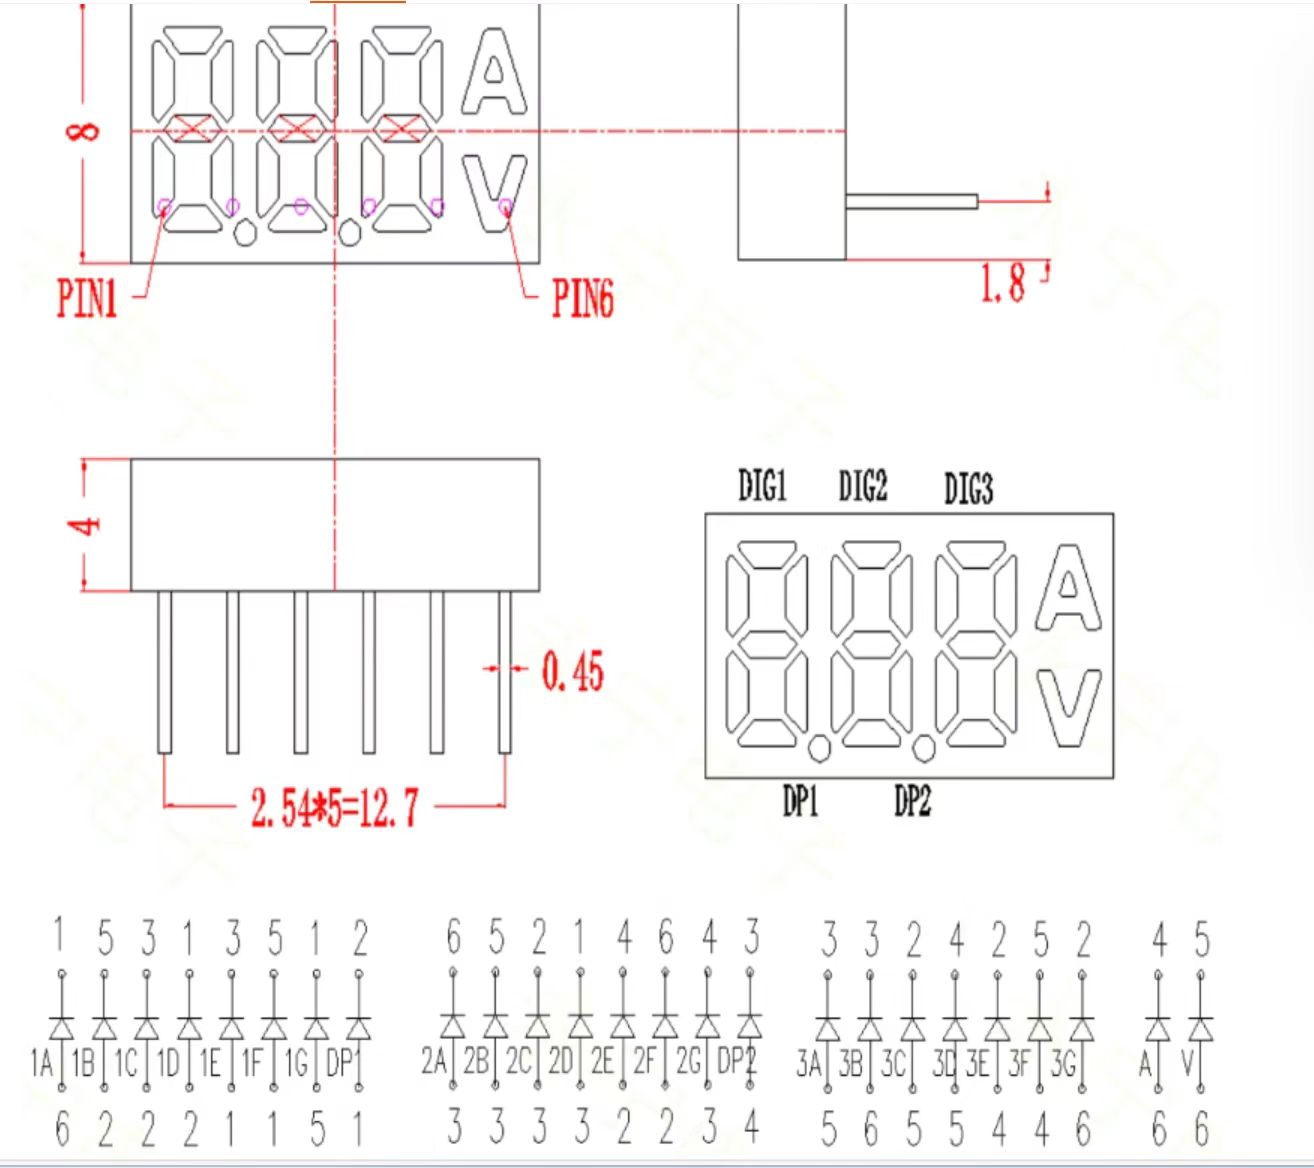 8
PIN1
PIN6
1.8
4
0.45
2.54*5=12.7
DIG1 DIG2 DIG3
A
V
DP1 DP2
1 5 3 1 3 5 1 2
1A 1B 1C 1D 1E 1F 1G DP1
6 2 2 2 1 1 5 1
6 5 2 1 4 6 4 3
2A 2B 2C 2D 2E 2F 2G DP2
3 3 3 3 2 2 3 4
3 3 2 4 2 5 2
3A 3B 3C 3D 3E 3F 3G
5 6 5 5 4 4 6
4 5
A V
6 6